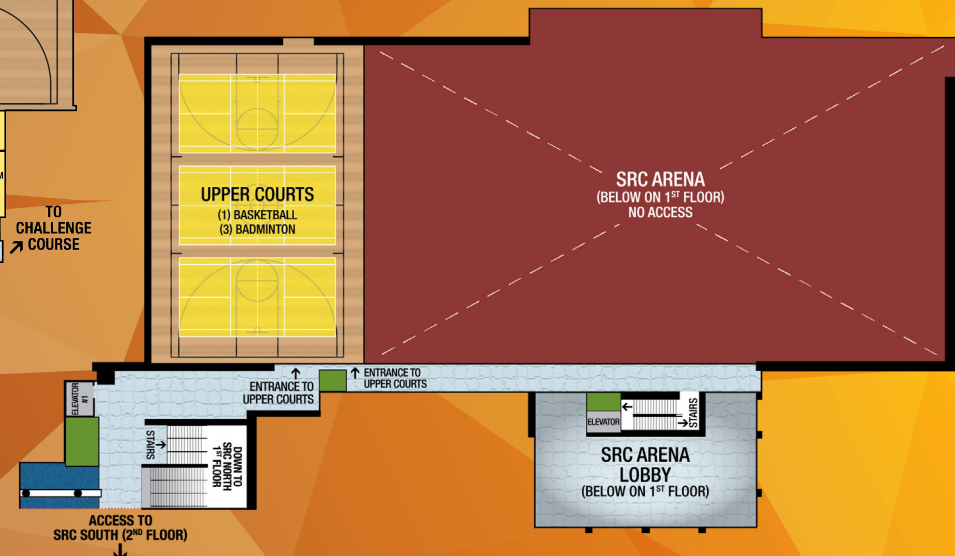 UPPER COURTS
(1) BASKETBALL
(3) BADMINTON
SRC ARENA
(BELOW ON 1ST FLOOR)
NO ACCESS
TO
CHALLENGE
COURSE
ENTRANCE TO
UPPER COURTS
ENTRANCE TO
UPPER COURTS
ELEVATOR
#1
STAIRS
DOWN TO
SRC NORTH
1ST FLOOR
ELEVATOR
STAIRS
SRC ARENA
LOBBY
(BELOW ON 1ST FLOOR)
ACCESS TO
SRC SOUTH (2ND FLOOR)